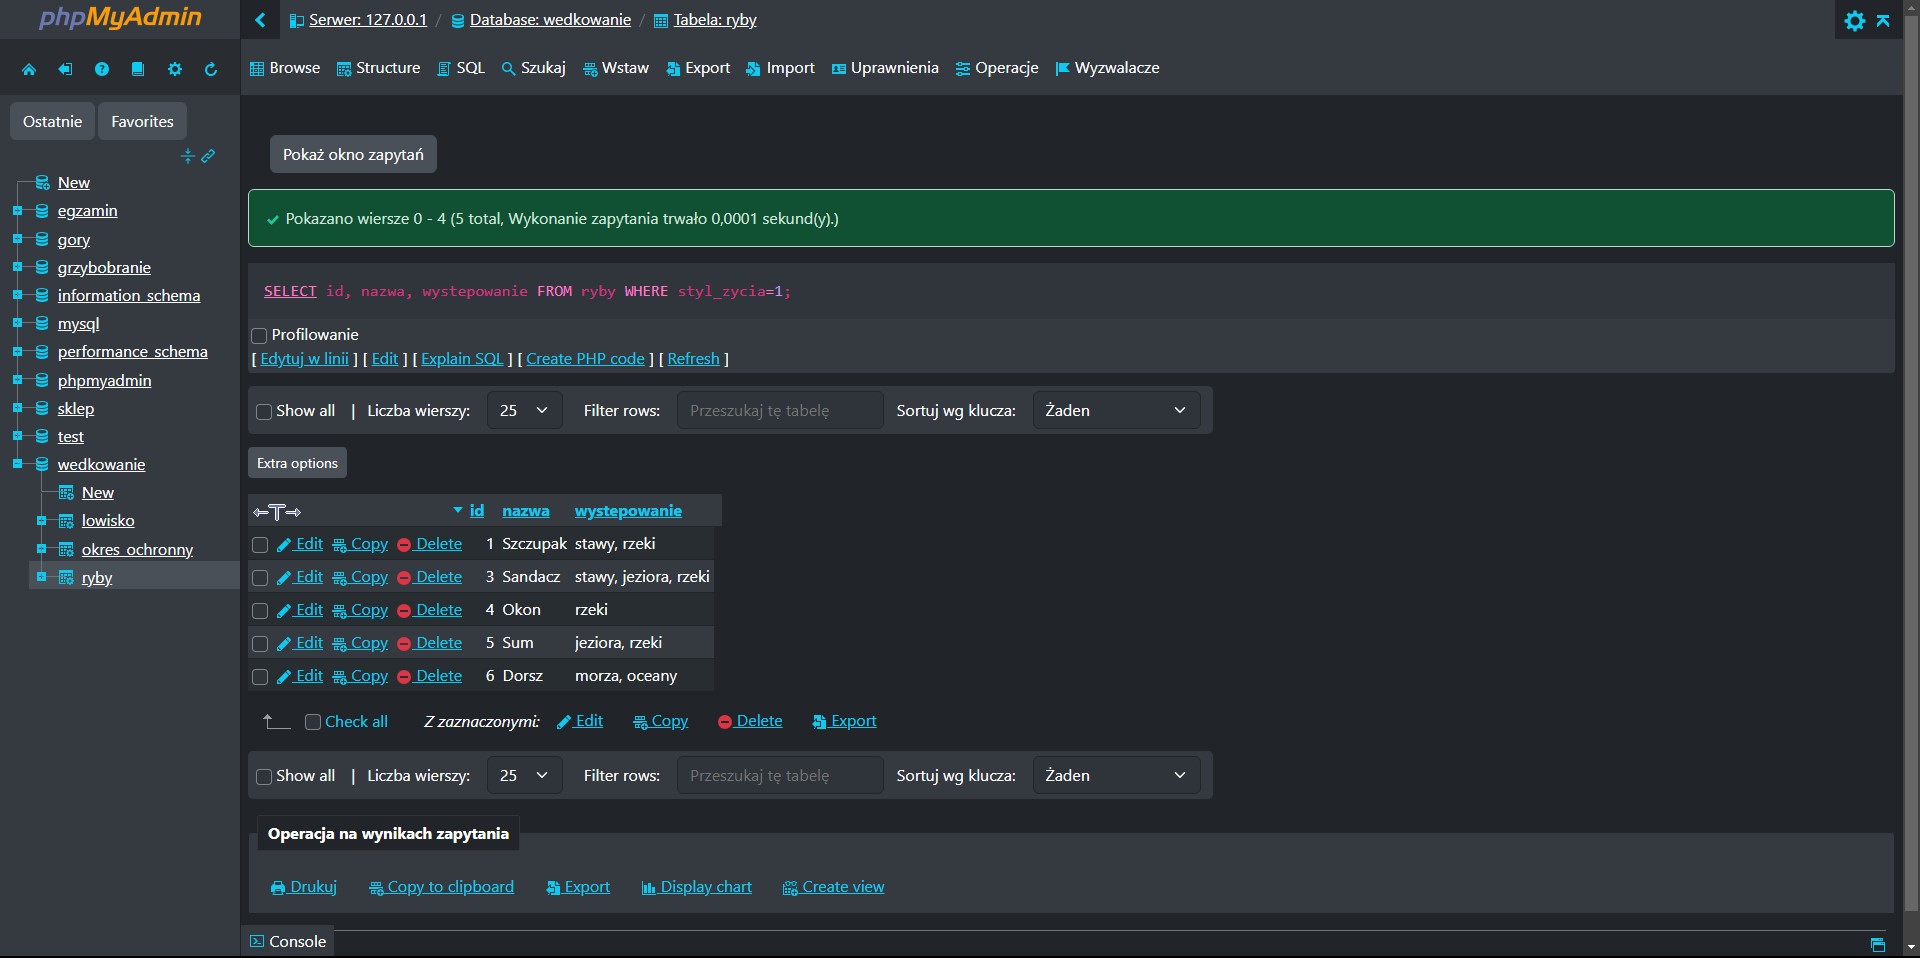 phpMyAdmin
Serwer: 127.0.0.1 / Database: wedkowanie / Tabela: ryby
Browse Structure SQL Szukaj Wstaw Export Import Uprawnienia Operacje Wyzwalacze
Ostatnie Favorites
New
egzamin
gory
grzybobranie
information_schema
mysql
performance_schema
phpmyadmin
sklep
test
wedkowanie
New
lowisko
okres_ochronny
ryby
Pokaż okno zapytań
Pokazano wiersze 0 - 4 (5 total, Wykonanie zapytania trwało 0,0001 sekund(y).)
SELECT id, nazwa, wystepowanie FROM ryby WHERE styl_zycia=1;
Profilowanie
[ Edytuj w linii ] [ Edit ] [ Explain SQL ] [ Create PHP code ] [ Refresh ]
Show all | Liczba wierszy: 25 Filter rows: Przeszukaj tę tabelę Sortuj wg klucza: Żaden
Extra options
←T→ id nazwa wystepowanie
Edit Copy Delete 1 Szczupak stawy, rzeki
Edit Copy Delete 3 Sandacz stawy, jeziora, rzeki
Edit Copy Delete 4 Okon rzeki
Edit Copy Delete 5 Sum jeziora, rzeki
Edit Copy Delete 6 Dorsz morza, oceany
Check all Z zaznaczonymi: Edit Copy Delete Export
Show all | Liczba wierszy: 25 Filter rows: Przeszukaj tę tabelę Sortuj wg klucza: Żaden
Operacja na wynikach zapytania
Drukuj Copy to clipboard Export Display chart Create view
Console